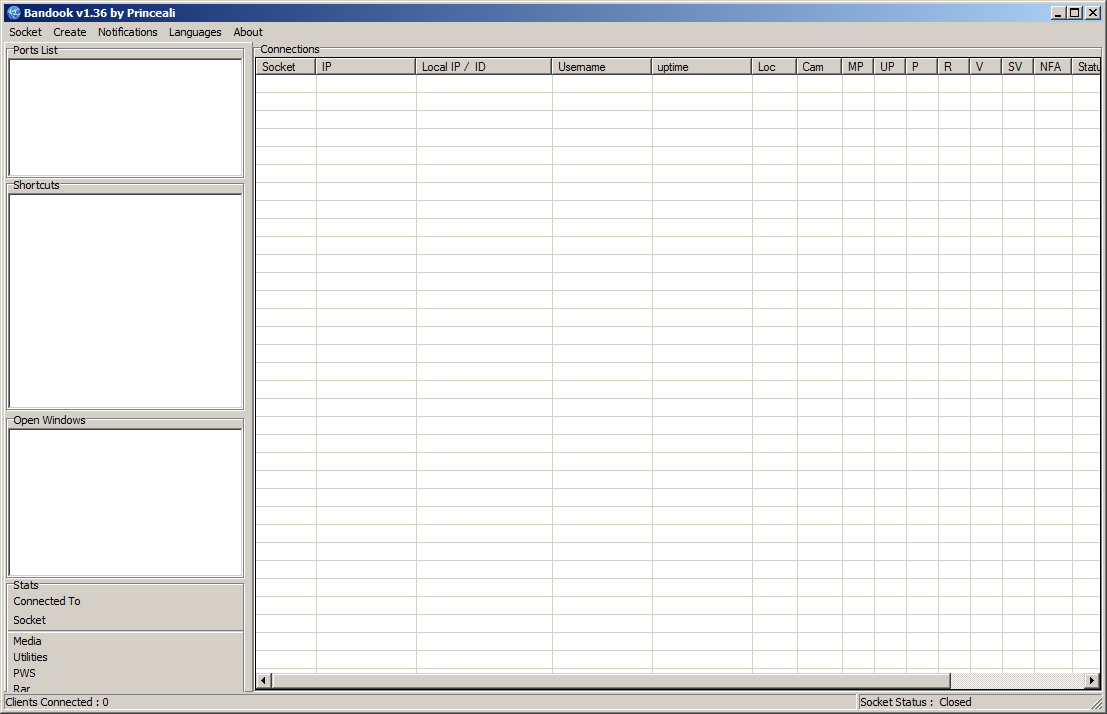 Bandook v1.36 by Princeali
Socket Create Notifications Languages About
Ports List
Shortcuts
Open Windows
Stats
Connected To
Socket
Media
Utilities
PWS
Rar
Connections
Socket IP Local IP / ID Username uptime Loc Cam MP UP P R V SV NFA Statu
Clients Connected : 0
Socket Status : Closed